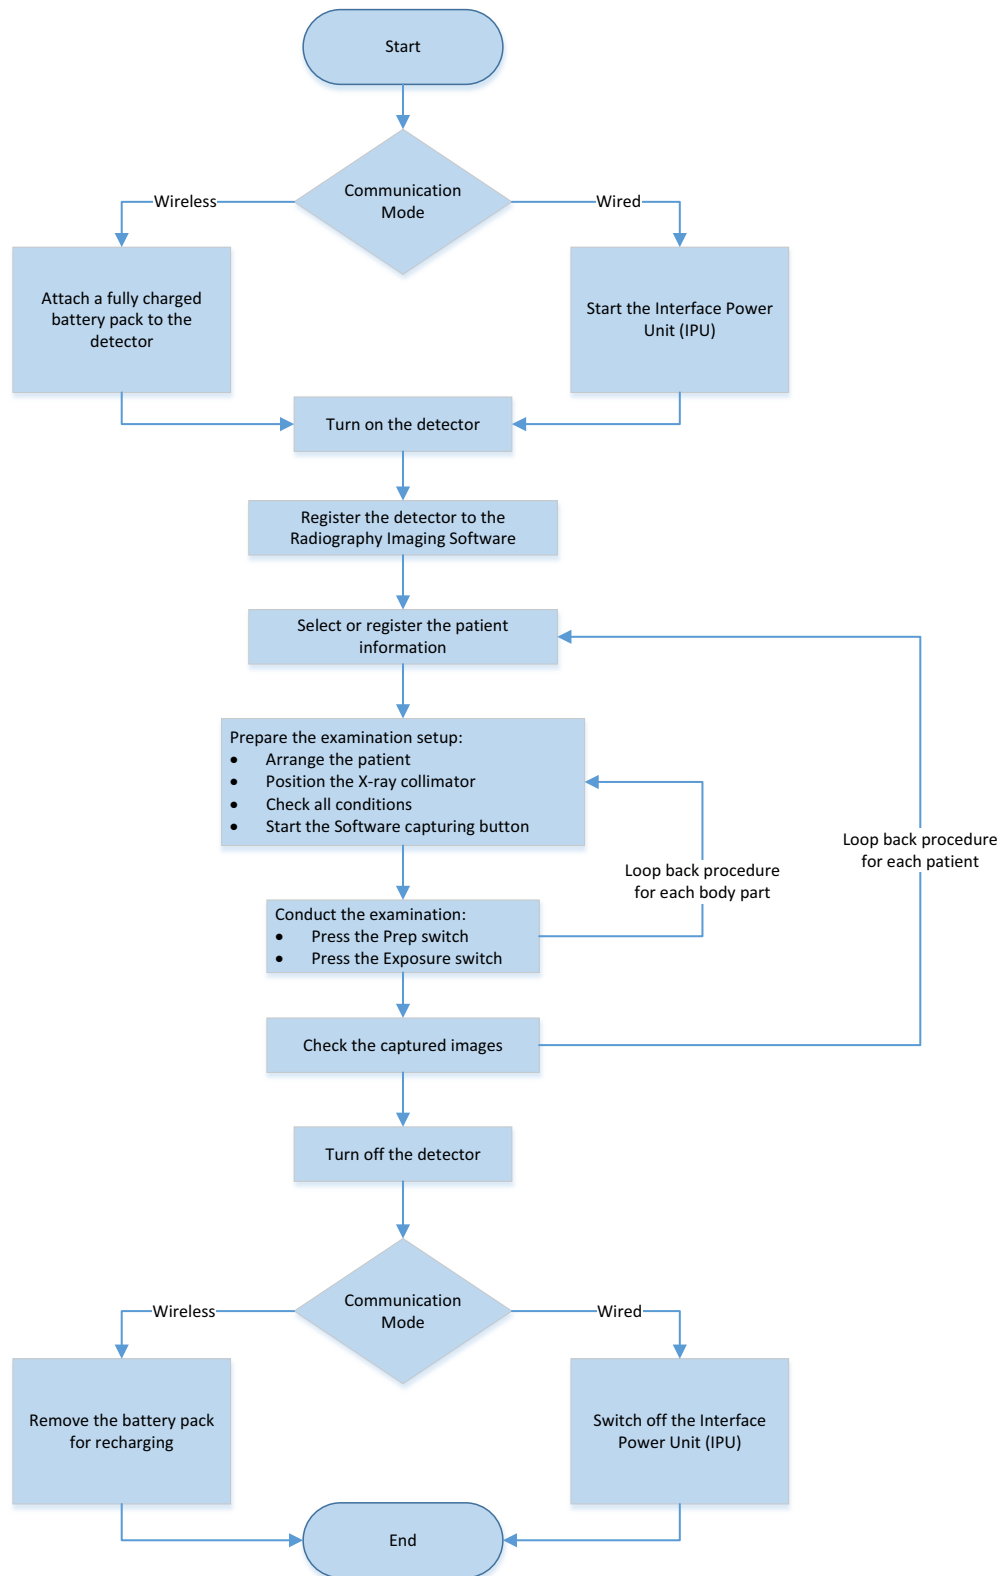 Start
Communication
Mode
Wireless
Wired
Attach a fully charged
battery pack to the
detector
Start the Interface Power
Unit (IPU)
Turn on the detector
Register the detector to the
Radiography Imaging Software
Select or register the patient
information
Prepare the examination setup:
• Arrange the patient
• Position the X-ray collimator
• Check all conditions
• Start the Software capturing button
Loop back procedure
for each patient
Loop back procedure
for each body part
Conduct the examination:
• Press the Prep switch
• Press the Exposure switch
Check the captured images
Turn off the detector
Communication
Mode
Wireless
Wired
Remove the battery pack
for recharging
Switch off the Interface
Power Unit (IPU)
End